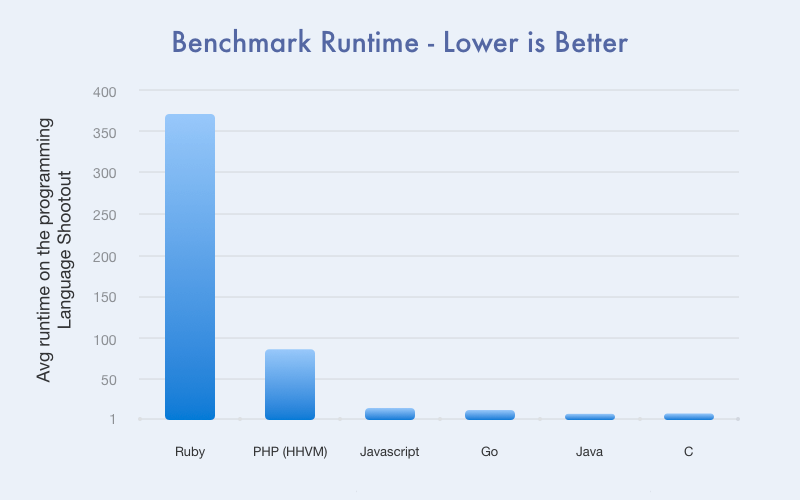 Benchmark Runtime - Lower is Better
Avg runtime on the programming
Language Shootout
400
350
300
250
200
150
100
50
1
Ruby
PHP (HHVM)
Javascript
Go
Java
C